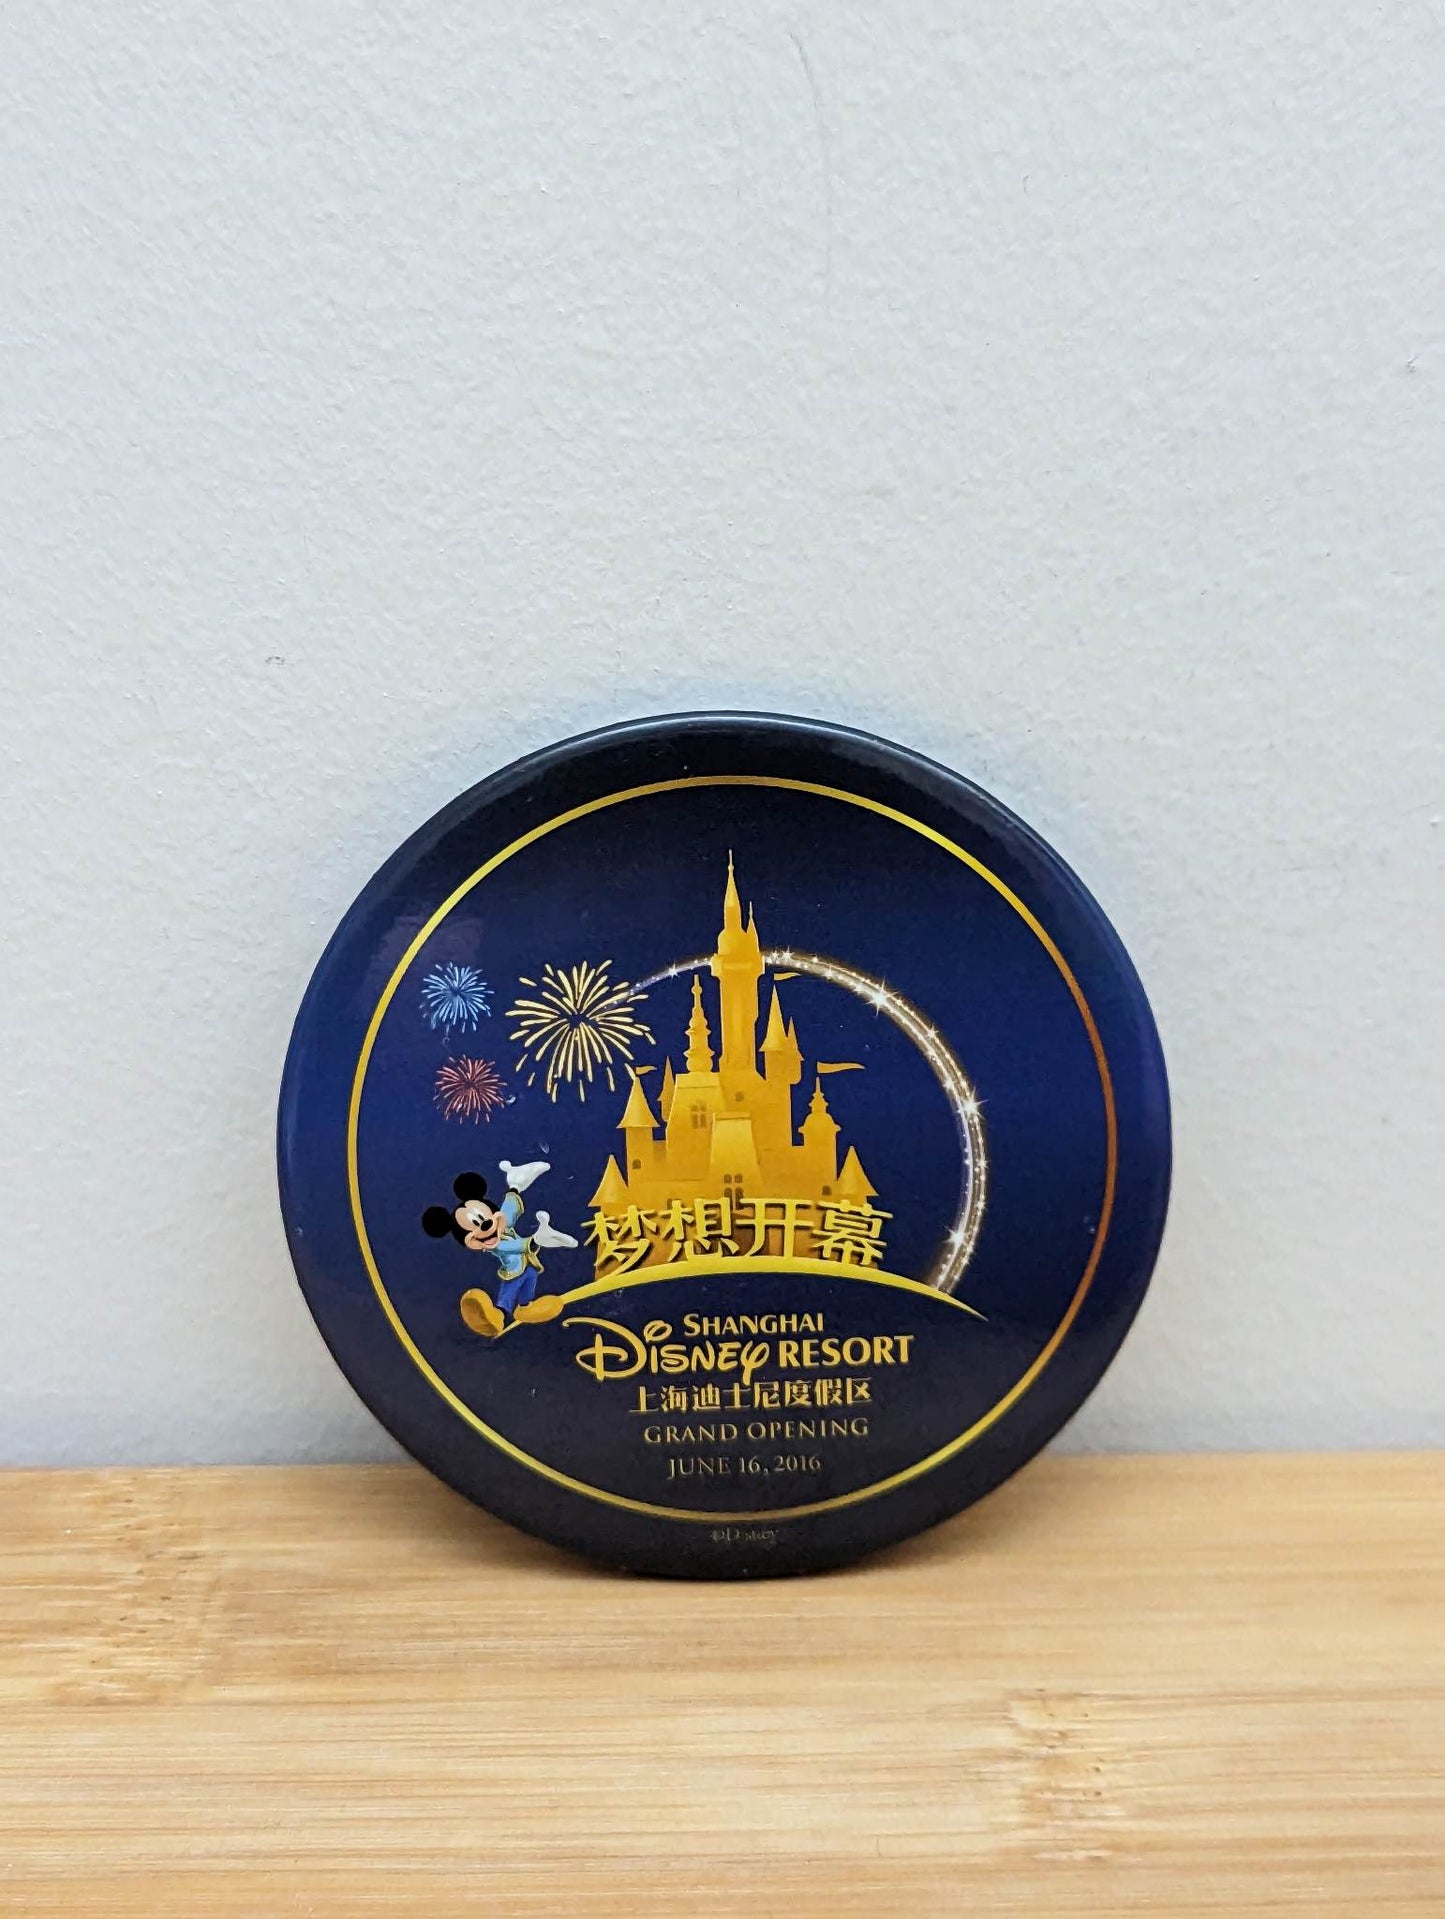 梦想开幕
SHANGHAI
Disney RESORT
上海迪士尼度假区
GRAND OPENING
JUNE 16, 2016
©Disney